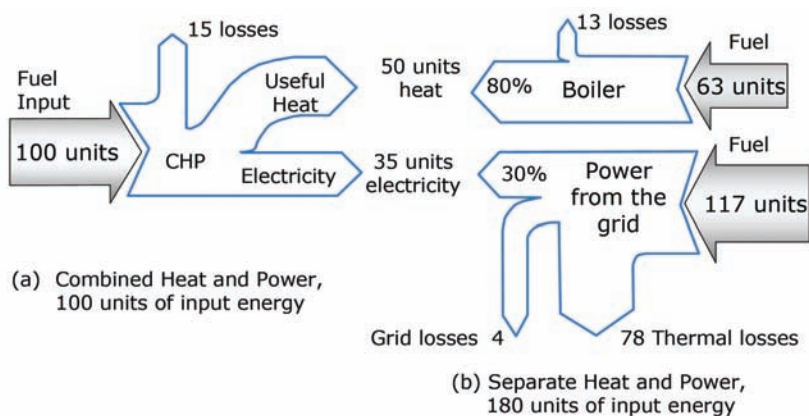 15 losses
Fuel
Input
100 units
CHP
Useful
Heat
Electricity
50 units
heat
35 units
electricity
(a) Combined Heat and Power,
100 units of input energy
13 losses
80%
Boiler
Fuel
63 units
30%
Power
from the
grid
Fuel
117 units
Grid losses 4
78 Thermal losses
(b) Separate Heat and Power,
180 units of input energy